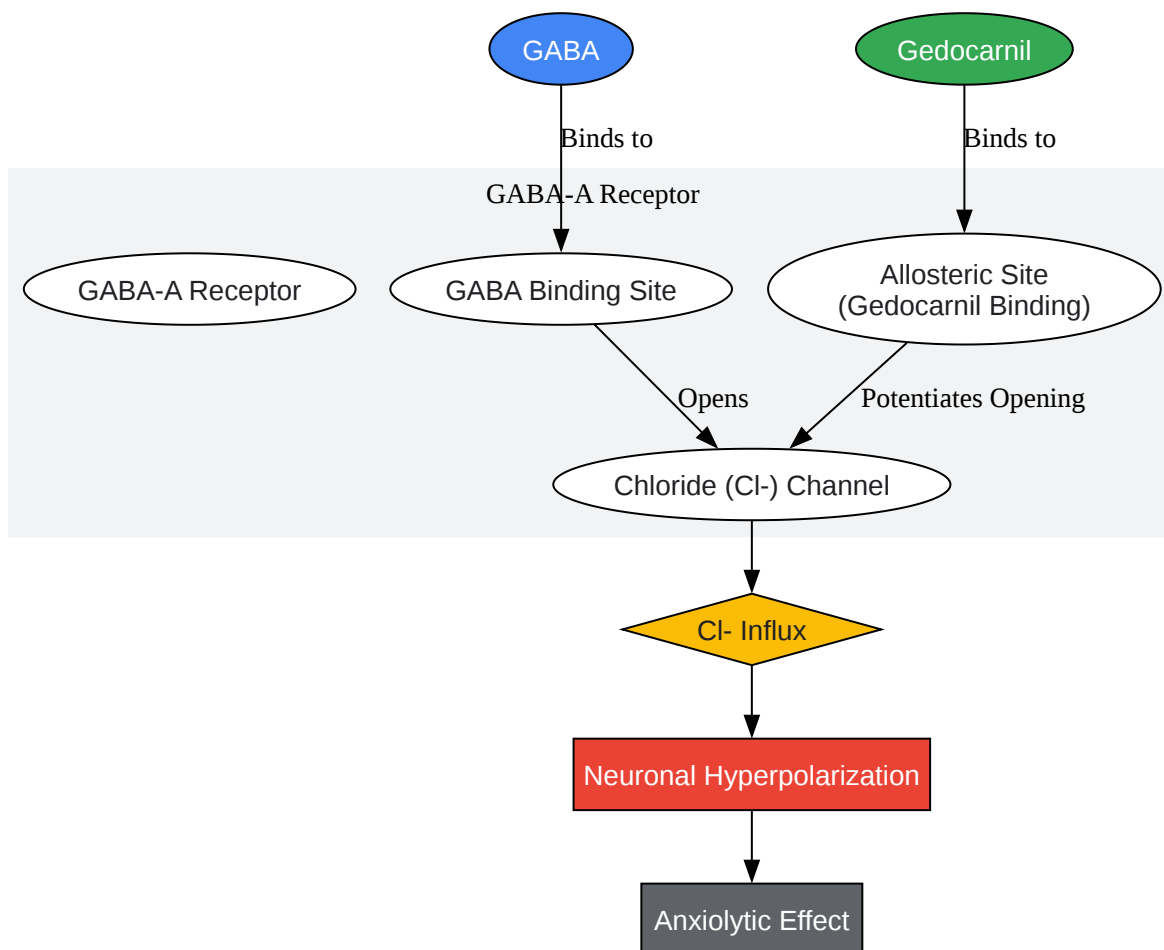 GABA
Gedocarnil
Binds to
Binds to
GABA-A Receptor
GABA-A Receptor
GABA Binding Site
Allosteric Site
(Gedocarnil Binding)
Opens
Potentiates Opening
Chloride (Cl-) Channel
Cl- Influx
Neuronal Hyperpolarization
Anxiolytic Effect